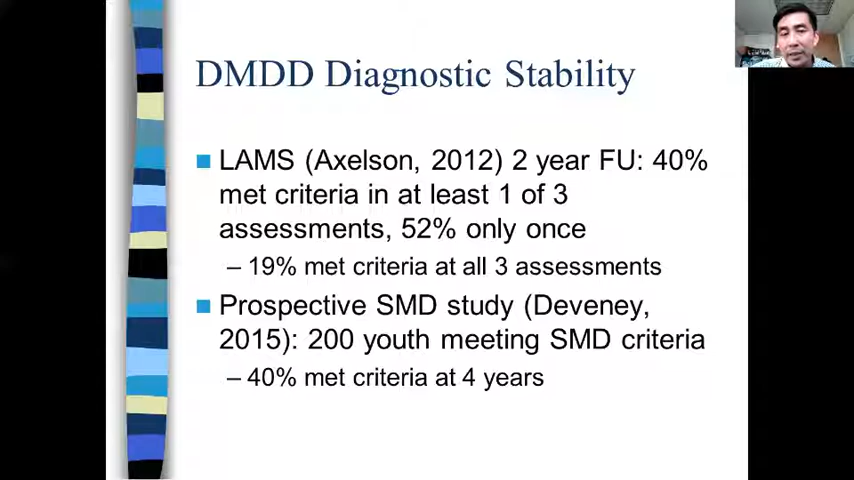 DMDD Diagnostic Stability
LAMS (Axelson, 2012) 2 year FU: 40%
met criteria in at least 1 of 3
assessments, 52% only once
– 19% met criteria at all 3 assessments
Prospective SMD study (Deveney,
2015): 200 youth meeting SMD criteria
– 40% met criteria at 4 years